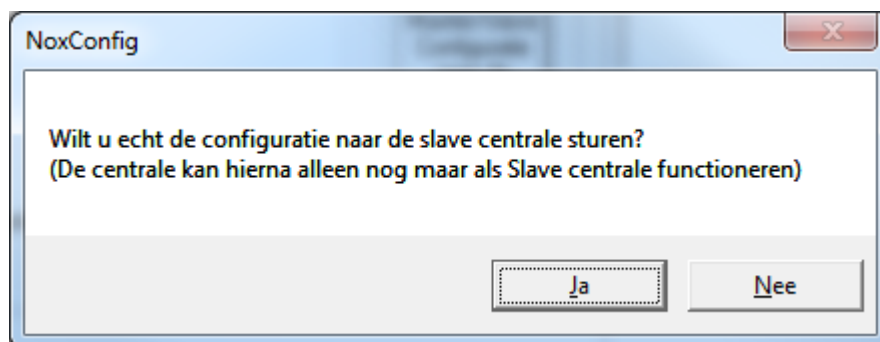 NoxConfig
Wilt u echt de configuratie naar de slave centrale sturen?
(De centrale kan hierna alleen nog maar als Slave centrale functioneren)
Ja
Nee